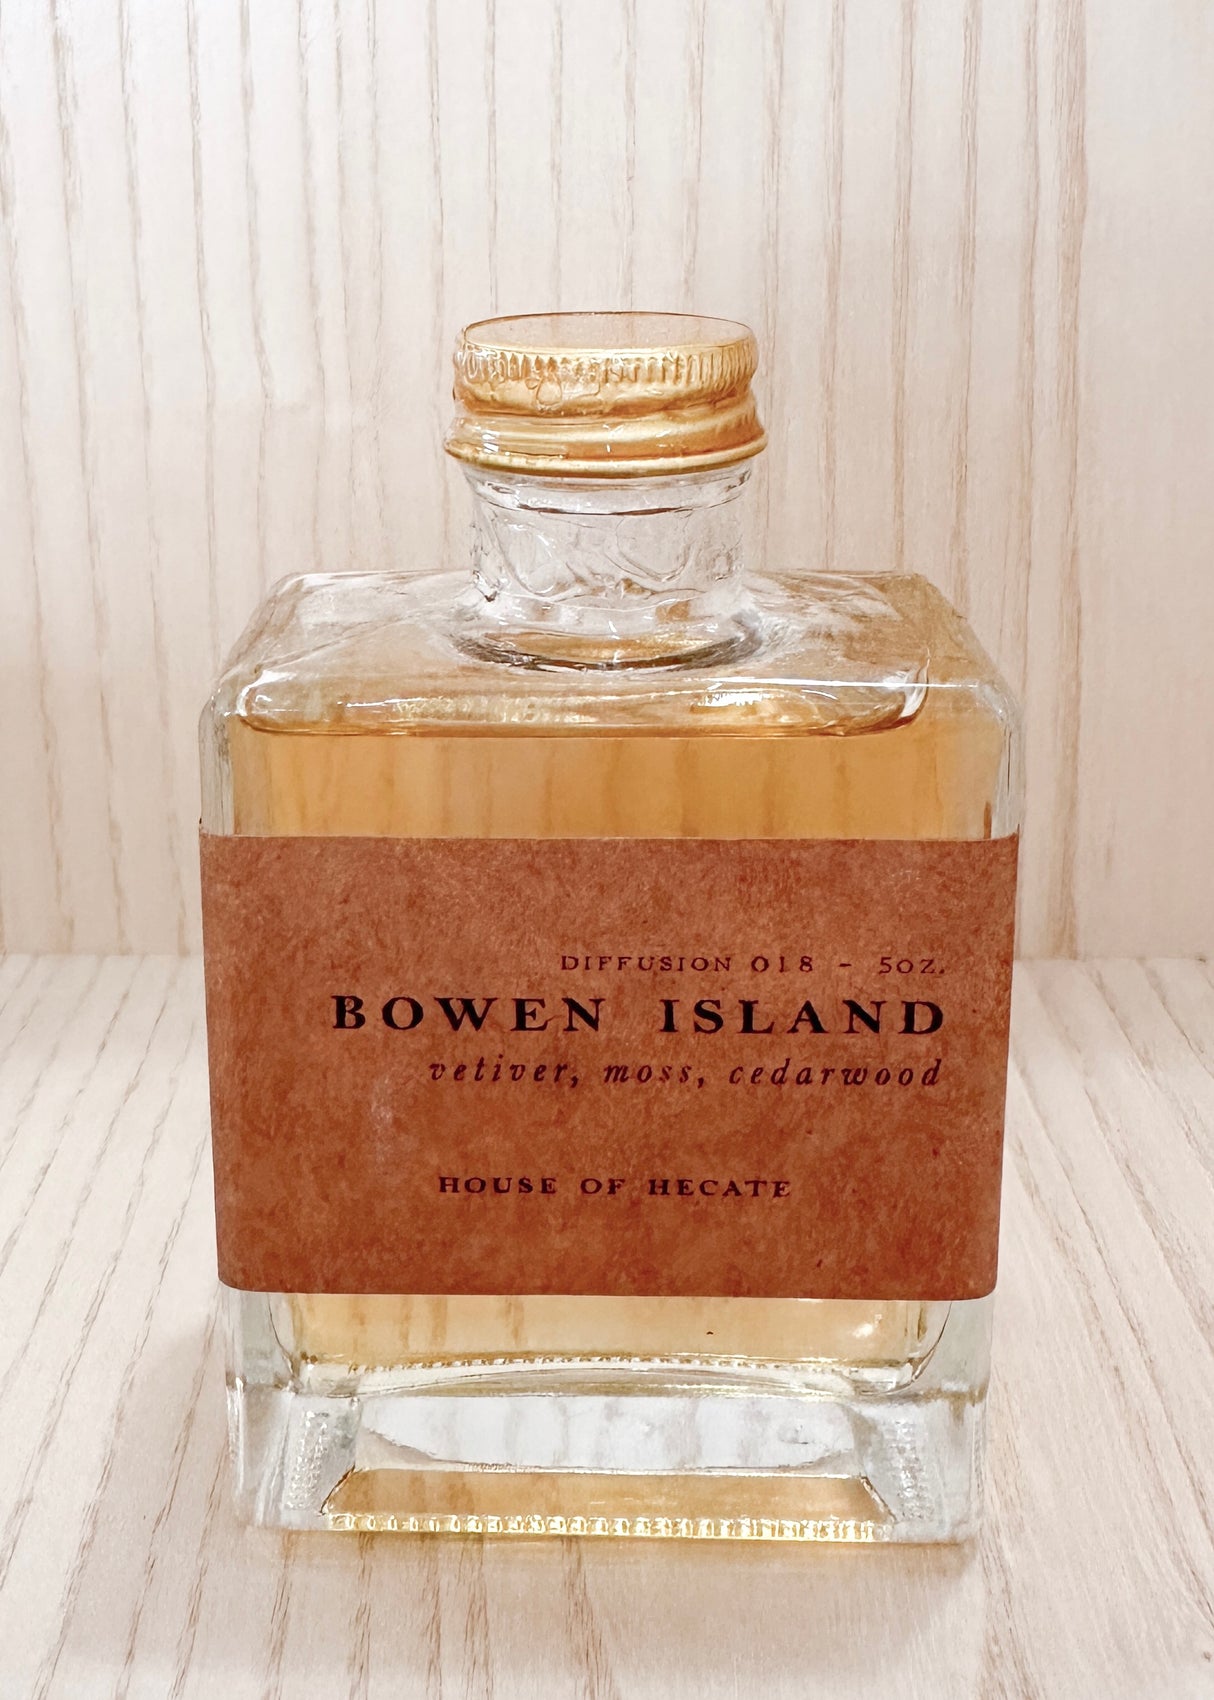 DIFFUSION 018 - 5OZ.
BOWEN ISLAND
vetiver, moss, cedarwood
HOUSE OF HECATE